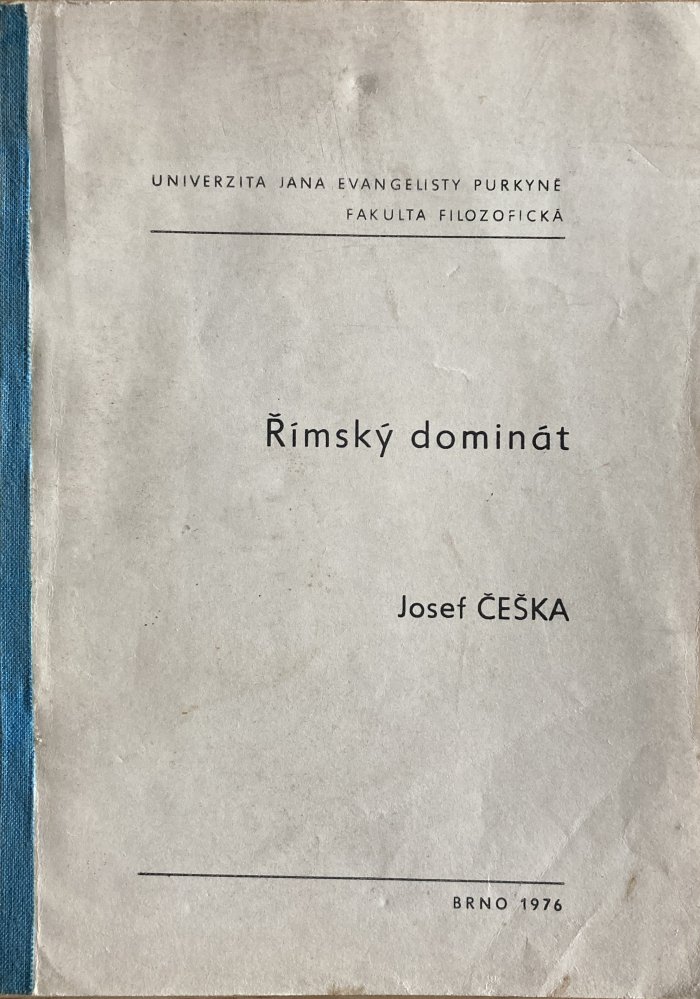 UNIVERZITA JANA EVANGELISTY PURKYNĚ
FAKULTA FILOZOFICKÁ
Římský dominát
Josef ČEŠKA
BRNO 1976